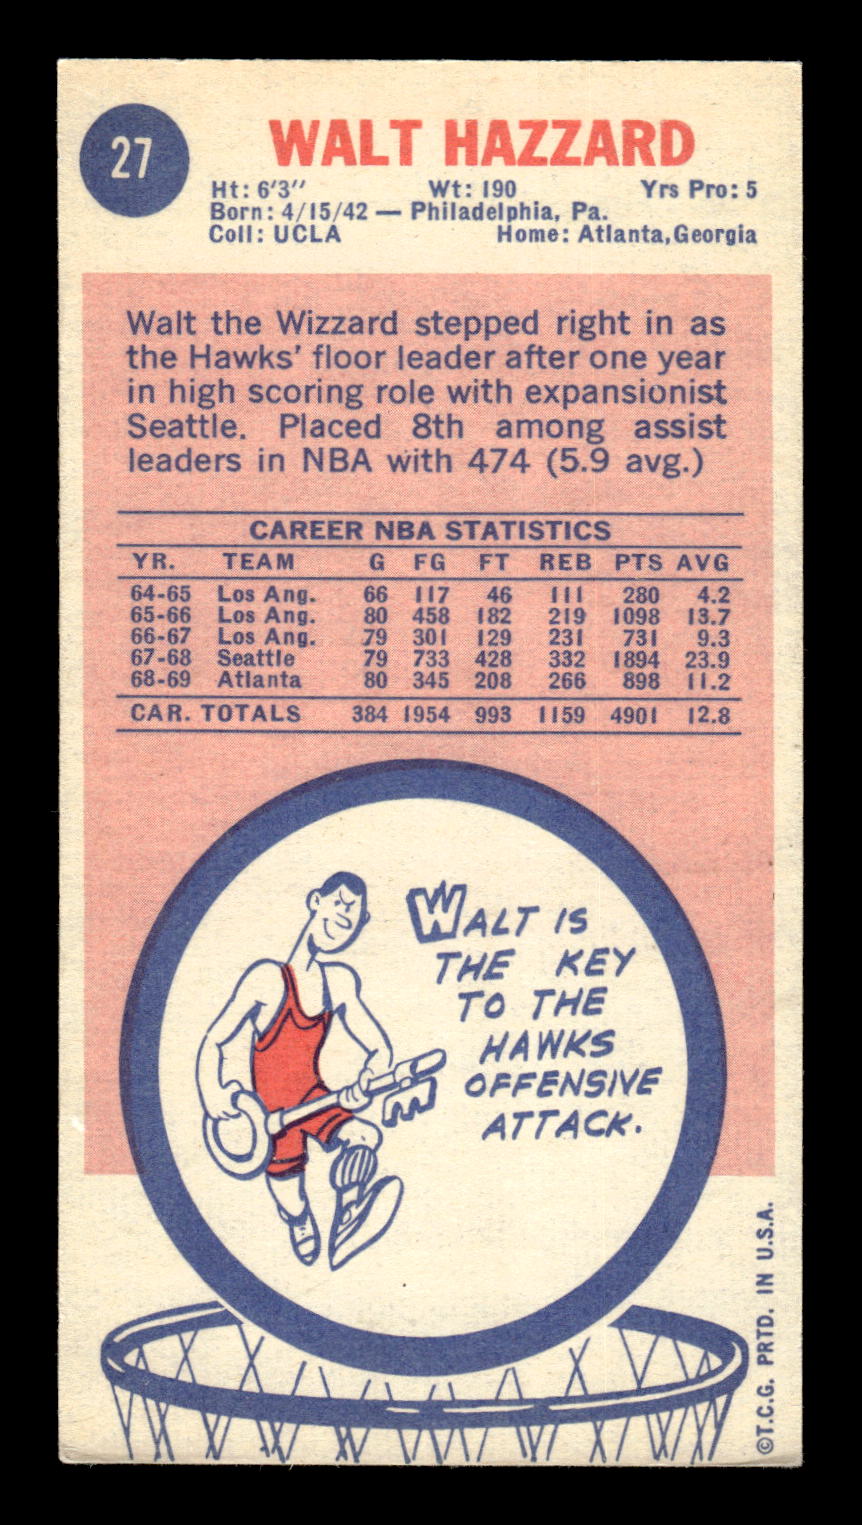 27
WALT HAZZARD
Ht: 6'3" Wt: 190 Yrs Pro: 5
Born: 4/15/42 — Philadelphia, Pa.
Coll: UCLA Home: Atlanta,Georgia
Walt the Wizzard stepped right in as
the Hawks' floor leader after one year
in high scoring role with expansionist
Seattle. Placed 8th among assist
leaders in NBA with 474 (5.9 avg.)
CAREER NBA STATISTICS
YR. TEAM G FG FT REB PTS AVG
64-65 Los Ang. 66 117 46 111 280 4.2
65-66 Los Ang. 80 458 182 219 1098 13.7
66-67 Los Ang. 79 301 129 231 731 9.3
67-68 Seattle 79 733 428 332 1894 23.9
68-69 Atlanta 80 345 208 266 898 11.2
CAR. TOTALS 384 1954 993 1159 4901 12.8
WALT IS
THE KEY
TO THE
HAWKS
OFFENSIVE
ATTACK.
©T.C.G. PRTD. IN U.S.A.